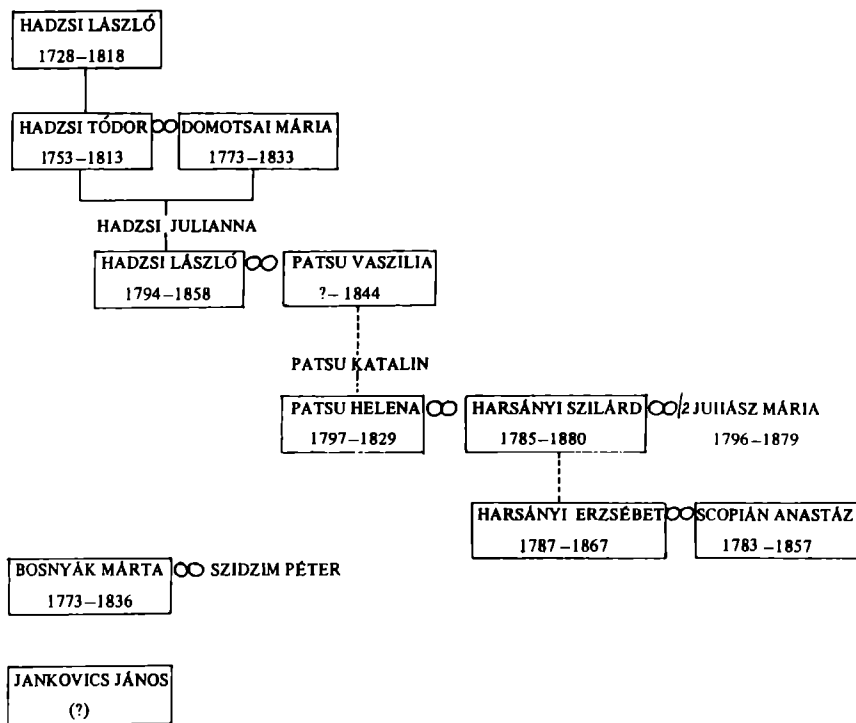 HADZSI LÁSZLÓ
1728–1818
HADZSI TÓDOR ∞ DOMOTSAI MÁRIA
1753–1813 1773–1833
HADZSI JULIANNA
HADZSI LÁSZLÓ ∞ PATSU VASZILIA
1794–1858 ?– 1844
PATSU KATALIN
PATSU HELENA ∞ HARSÁNYI SZILÁRD ∞/2 JUHÁSZ MÁRIA
1797–1829 1785–1880 1796–1879
HARSÁNYI ERZSÉBET ∞ SCOPIÁN ANASTÁZ
1787–1867 1783–1857
BOSNYÁK MÁRTA ∞ SZIDZIM PÉTER
1773–1836
JANKOVICS JÁNOS
(?)